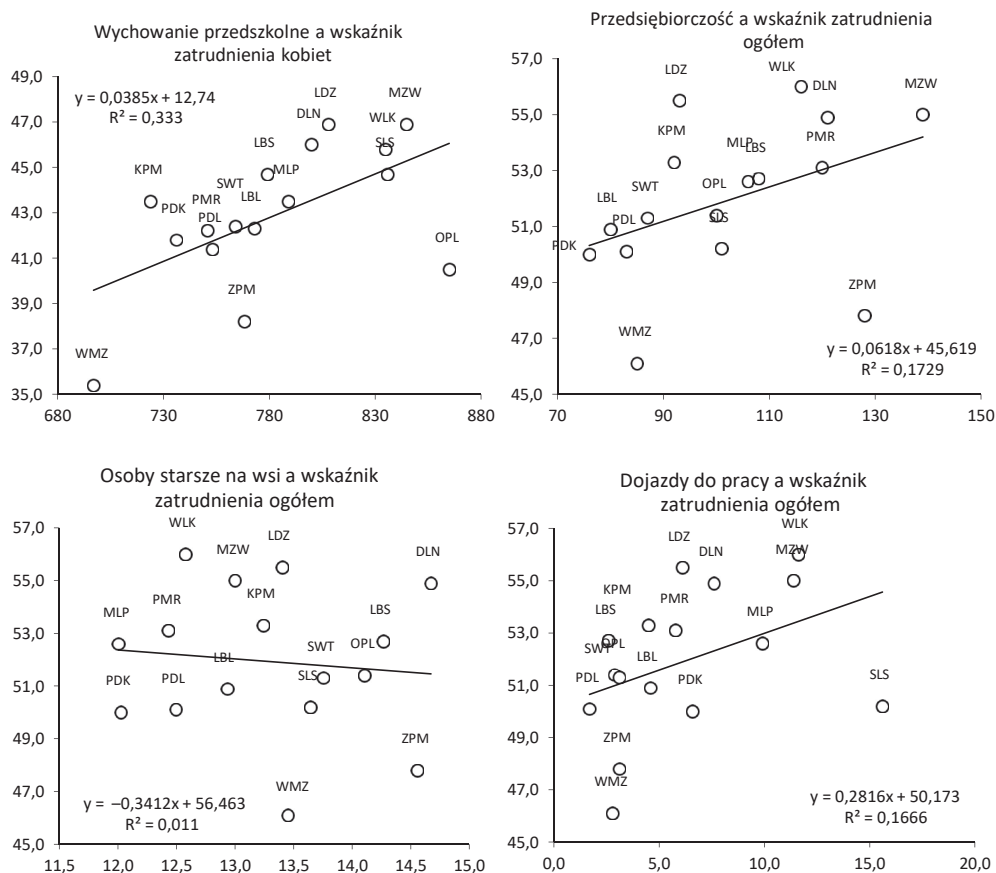 Wychowanie przedszkolne a wskaźnik
zatrudnienia kobiet
49,0
47,0
45,0
43,0
41,0
39,0
37,0
35,0
y = 0,0385x + 12,74
R² = 0,333
LDZ
MZW
DLN
WLK
LBS
SLS
KPM
MLP
SWT
PMR
LBL
PDK
PDL
OPL
ZPM
WMZ
680
730
780
830
880
Przedsiębiorczość a wskaźnik zatrudnienia
ogółem
57,0
55,0
53,0
51,0
49,0
47,0
45,0
LDZ
WLK
DLN
MZW
KPM
MLP
LBS
PMR
SWT
OPL
LBL
PDL
SLS
PDK
ZPM
WMZ
y = 0,0618x + 45,619
R² = 0,1729
70
90
110
130
150
Osoby starsze na wsi a wskaźnik
zatrudnienia ogółem
57,0
55,0
53,0
51,0
49,0
47,0
45,0
WLK
MZW
LDZ
DLN
MLP
PMR
KPM
LBS
SWT
OPL
LBL
PDK
PDL
SLS
ZPM
WMZ
y = –0,3412x + 56,463
R² = 0,011
11,5
12,0
12,5
13,0
13,5
14,0
14,5
15,0
Dojazdy do pracy a wskaźnik
zatrudnienia ogółem
57,0
55,0
53,0
51,0
49,0
47,0
45,0
WLK
LDZ
DLN
MZW
KPM
LBS
PMR
MLP
OPL
SWT
LBL
PDL
PDK
SLS
ZPM
WMZ
y = 0,2816x + 50,173
R² = 0,1666
0,0
5,0
10,0
15,0
20,0